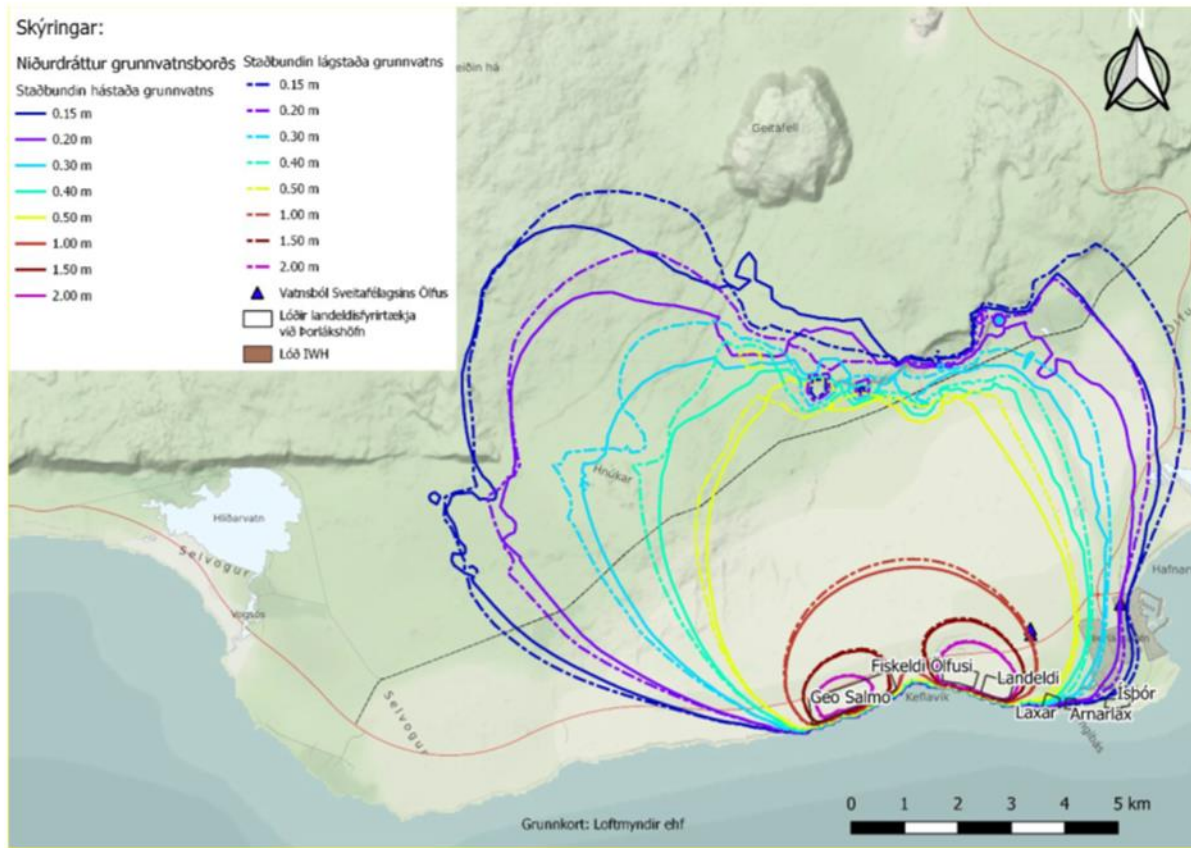 Skýringar:
Niðurdráttur grunnvatnsborðs
Staðbundin hástaða grunnvatns
0.15 m
0.20 m
0.30 m
0.40 m
0.50 m
1.00 m
1.50 m
2.00 m
Staðbundin lágstaða grunnvatns
0.15 m
0.20 m
0.30 m
0.40 m
0.50 m
1.00 m
1.50 m
2.00 m
Vatnsból Sveitafélagsins Ölfus
Lóðir landeldisfyrirtækja
við Þorlákshöfn
Lóð IWH
eiðin há
N
Geitafell
Hnúkar
Hlíðarvatn
Selvogur
Vogsós
Selvogur
Hafnar
Fiskeldi Ölfusi
Landeldi
Geo Salmo
Keflavík
Laxar
Arnarlax
Ísþór
0 1 2 3 4 5 km
Grunnkort: Loftmyndir ehf